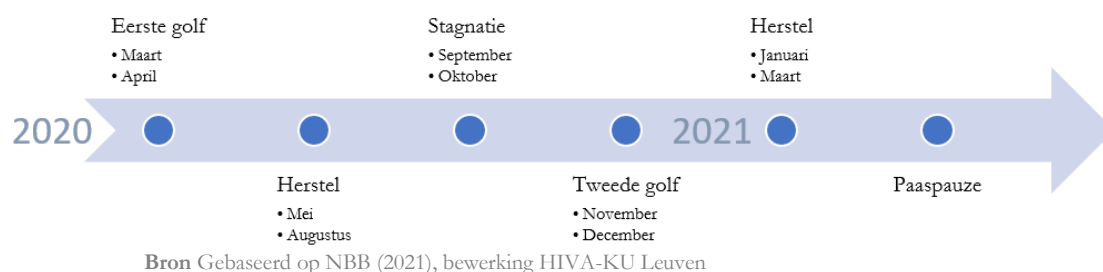 Eerste golf
• Maart
• April
Stagnatie
• September
• Oktober
Herstel
• Januari
• Maart
2020
2021
Herstel
• Mei
• Augustus
Tweede golf
• November
• December
Paaspauze
Bron Gebaseerd op NBB (2021), bewerking HIVA-KU Leuven